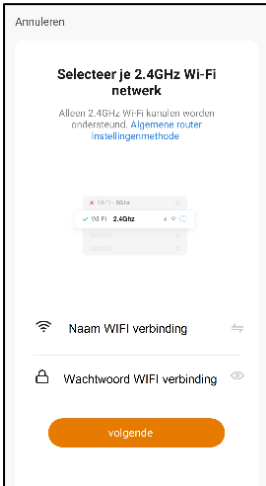 Annuleren
Selecteer je 2.4GHz Wi-Fi
netwerk
Alleen 2.4GHz Wi-Fi kanalen worden
ondersteund. Algemene router
instellingenmethode
Wi-Fi - 5Ghz
Wi-Fi - 2.4Ghz
Naam WIFI verbinding
Wachtwoord WIFI verbinding
volgende